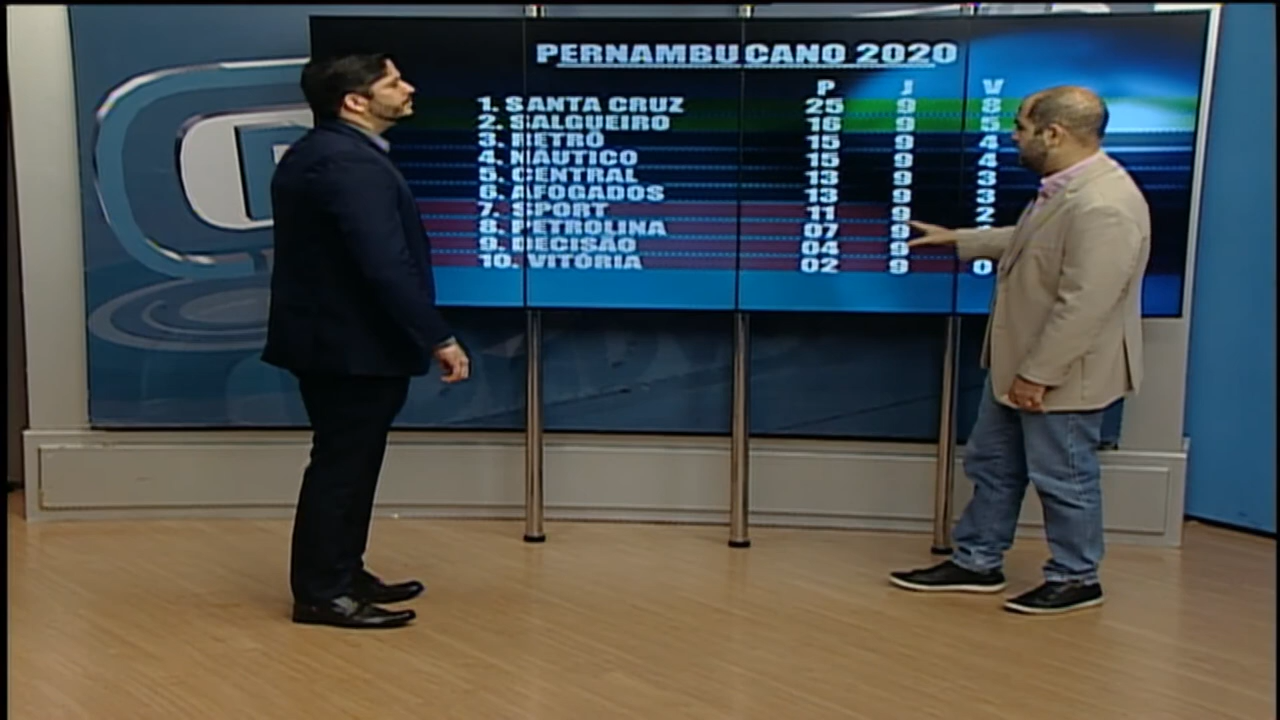 PERNAMBUCANO 2020
P J V
1. SANTA CRUZ 25 9 8
2. SALGUEIRO 16 9 5
3. RETRÔ 15 9 4
4. NÁUTICO 15 9 4
5. CENTRAL 13 9 3
6. AFOGADOS 13 9 3
7. SPORT 11 9 2
8. PETROLINA 07 9
9. DECISÃO 04 9
10. VITÓRIA 02 9 0